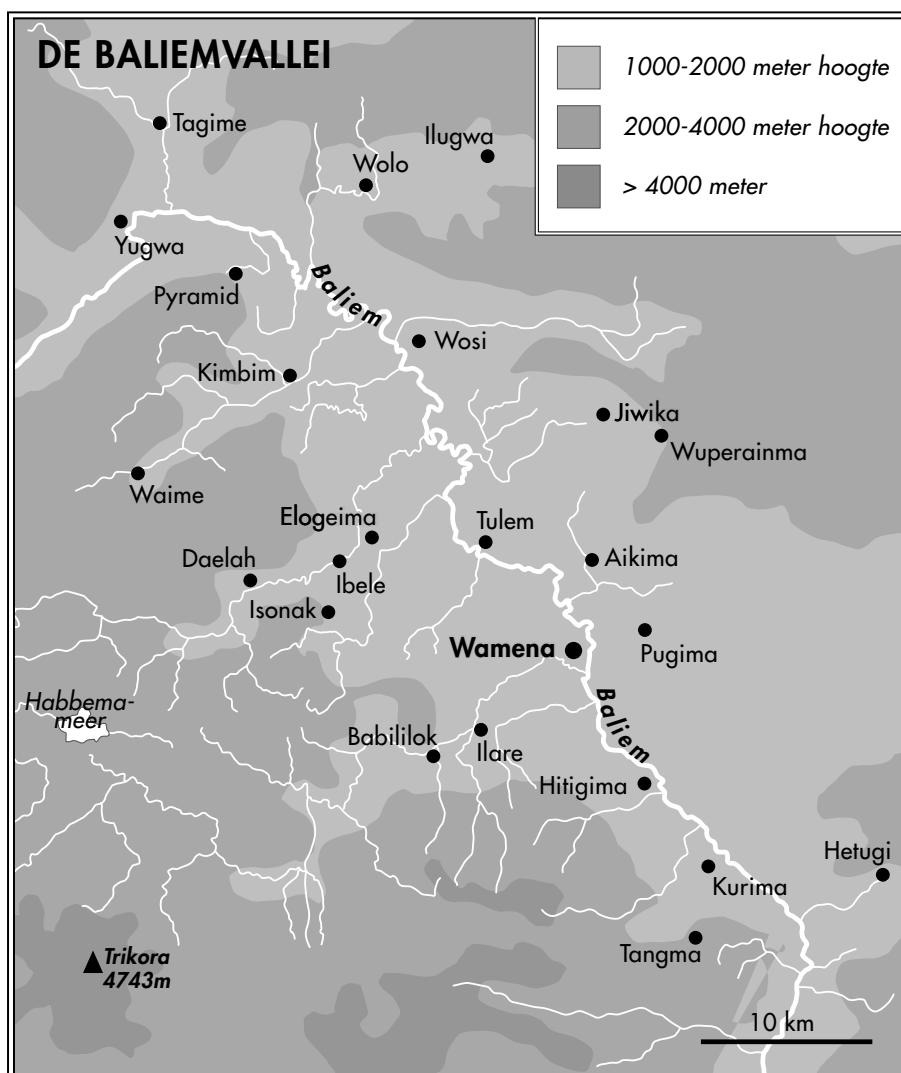 DE BALIEMVALLEI
1000-2000 meter hoogte
2000-4000 meter hoogte
> 4000 meter
Tagime
Ilugwa
Wolo
Yugwa
Pyramid
Baliem
Wosi
Kimbim
Jiwika
Wuperainma
Waime
Elogeima
Tulem
Daelah
Ibele
Aikima
Isonak
Wamena
Pugima
Habbema-
meer
Baliem
Babililok
Ilare
Hitigima
Hetugi
Kurima
Tangma
Trikora
4743m
10 km